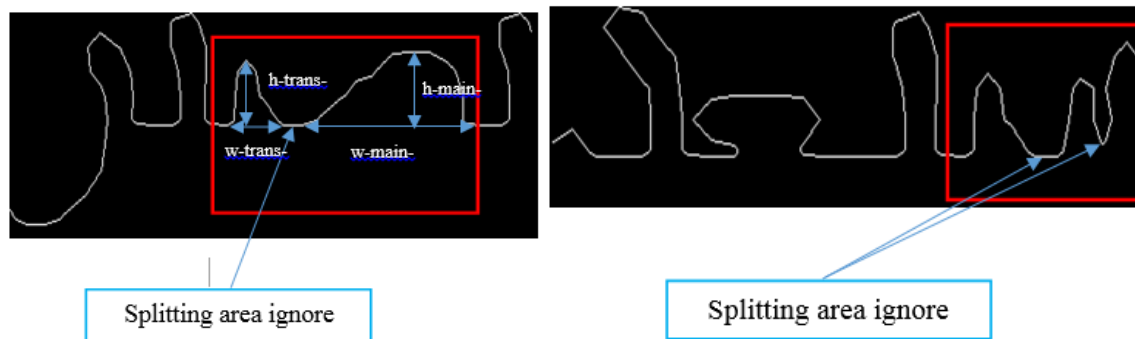 h-trans-
h-main-
w-trans-
w-main-
Splitting area ignore
Splitting area ignore